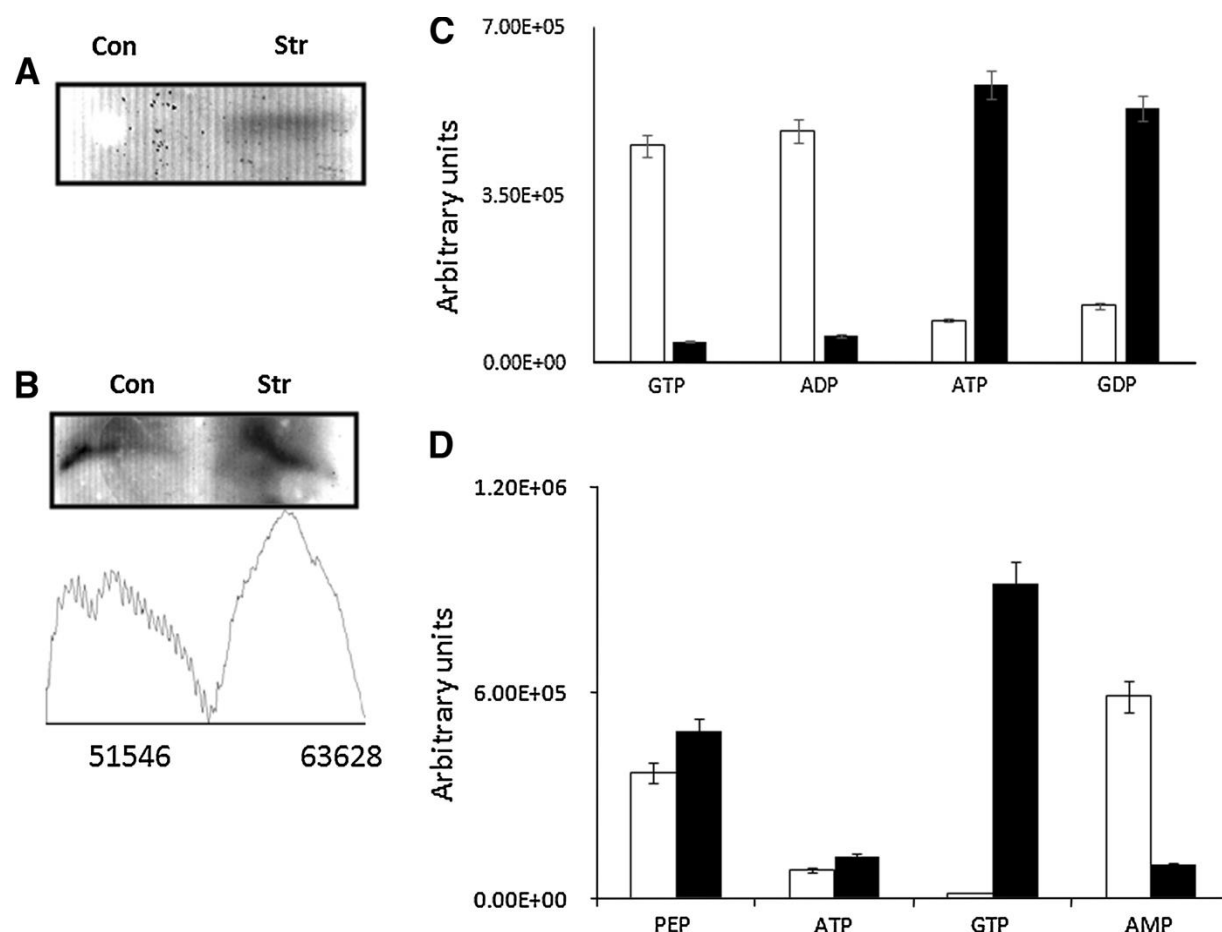 A
Con Str
B
Con Str
51546 63628
C
Arbitrary units
7.00E+05
3.50E+05
0.00E+00
GTP ADP ATP GDP
D
Arbitrary units
1.20E+06
6.00E+05
0.00E+00
PEP ATP GTP AMP